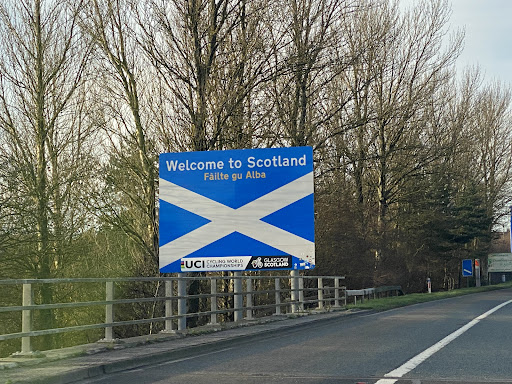 Welcome to Scotland
Fàilte gu Alba
UCI CYCLING WORLD CHAMPIONSHIPS
GLASGOW SCOTLAND